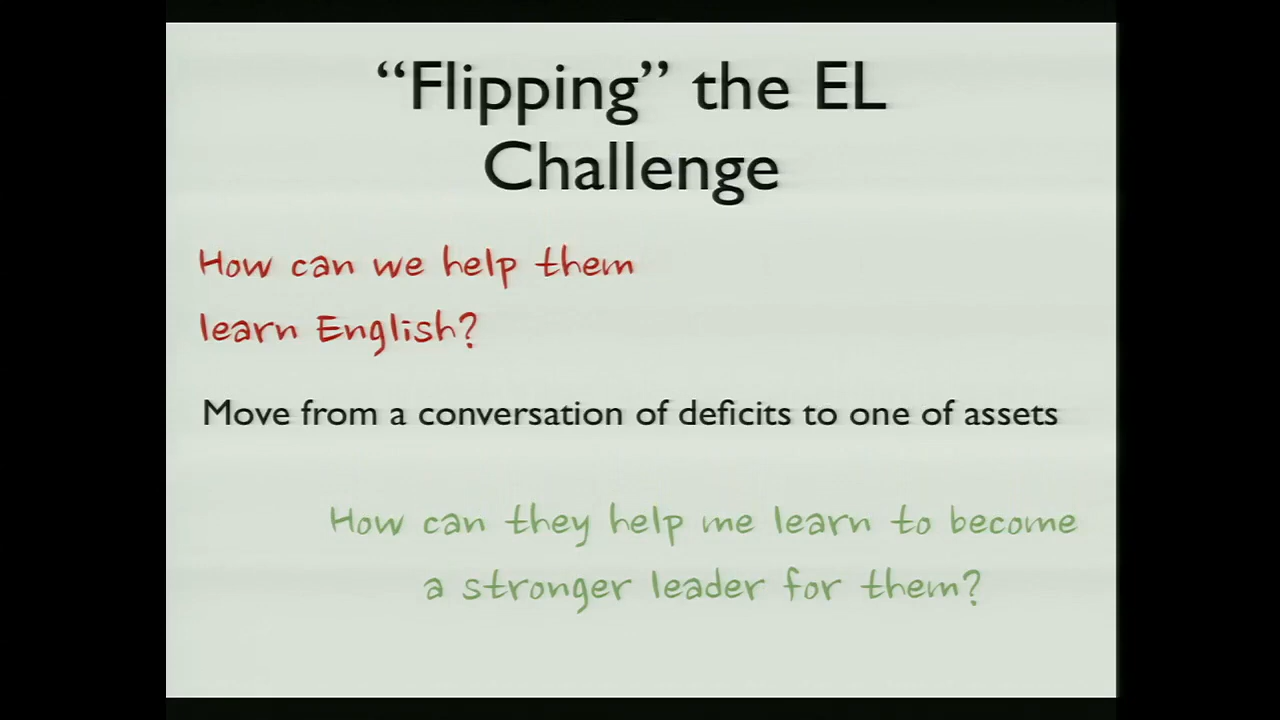 “Flipping” the EL
Challenge
How can we help them
learn English?
Move from a conversation of deficits to one of assets
How can they help me learn to become
a stronger leader for them?